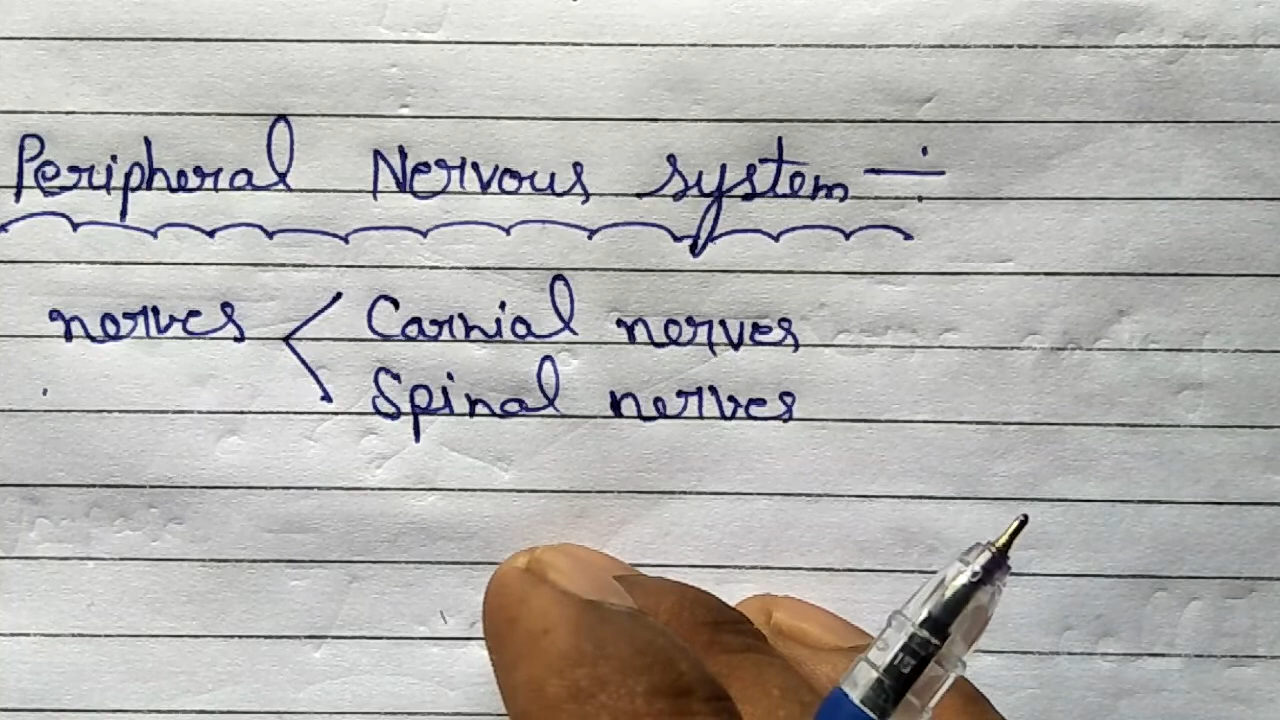 Peripheral Nervous system ÷
nerves < Carnial nerves
Spinal nerves